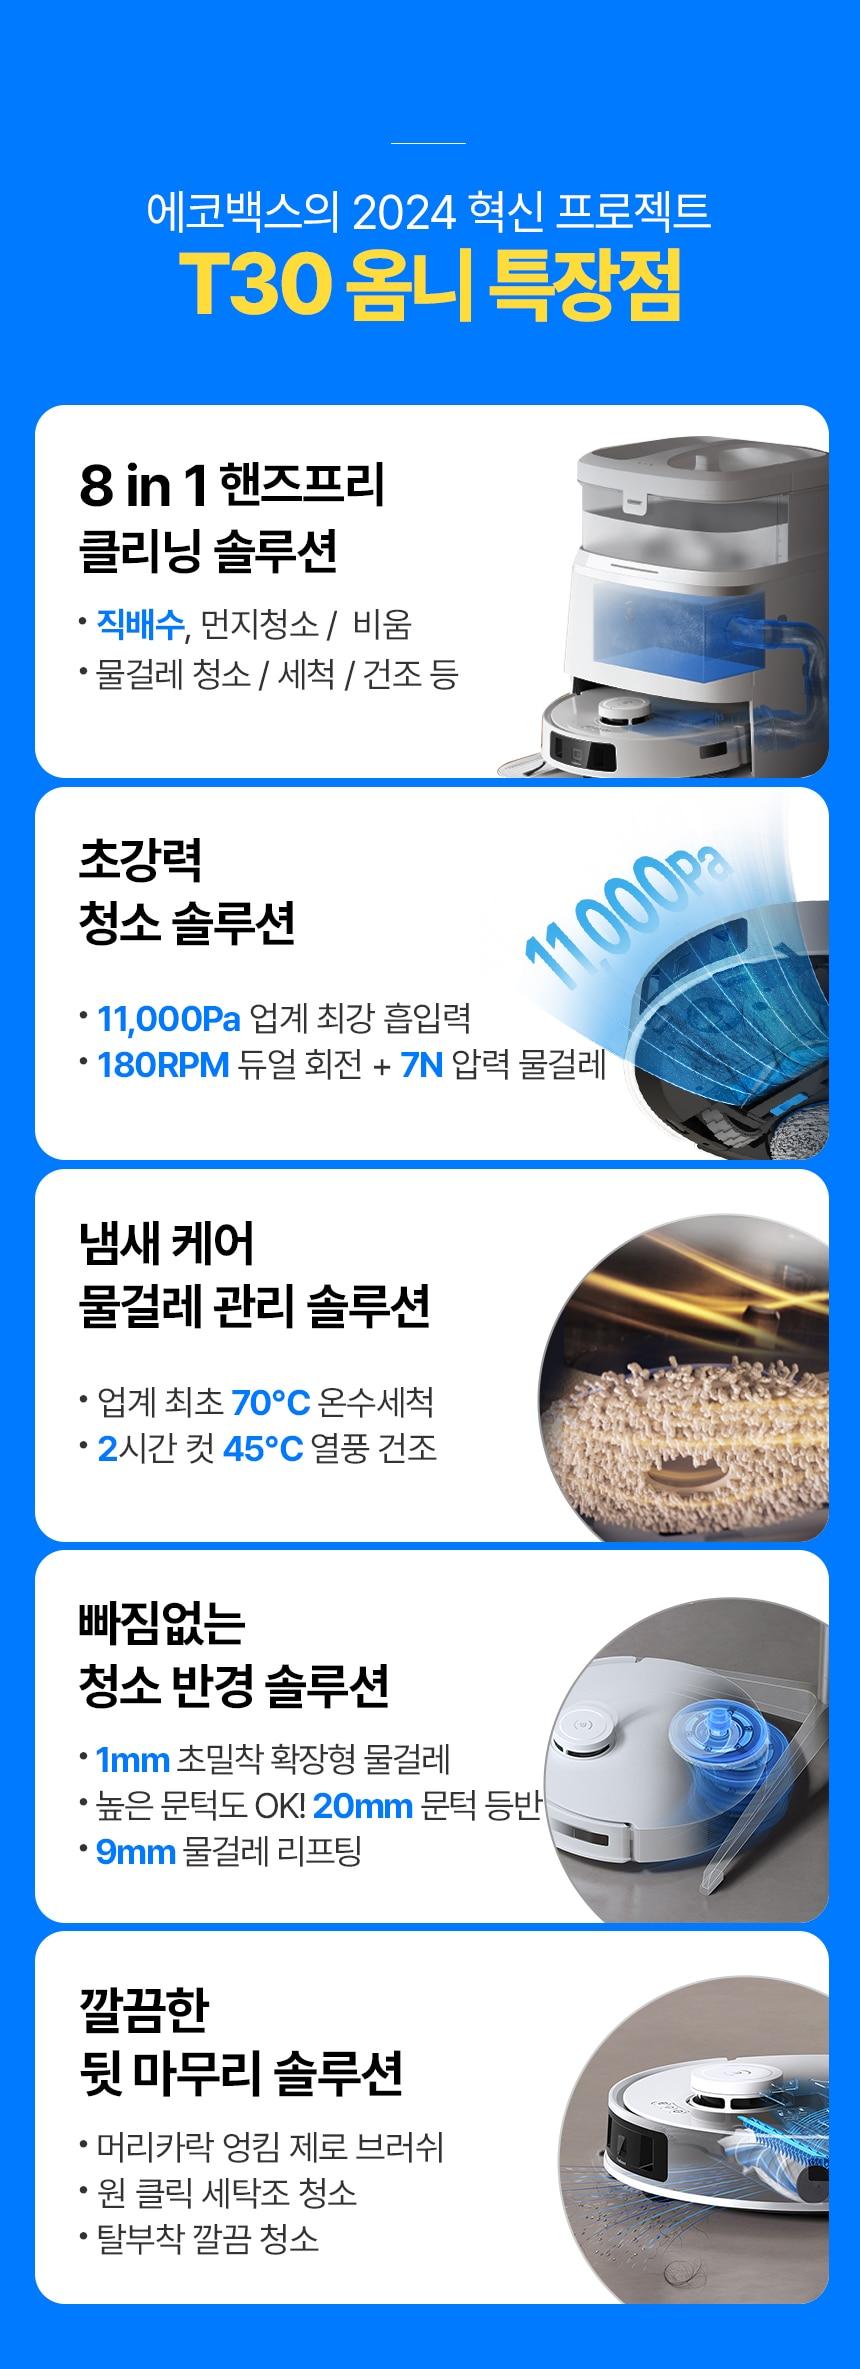 에코백스의 2024 혁신 프로젝트
T30 옴니 특장점
8 in 1 핸즈프리
클리닝 솔루션
• 직배수, 먼지청소 / 비움
• 물걸레 청소 / 세척 / 건조 등
초강력
청소 솔루션
11,000Pa
• 11,000Pa 업계 최강 흡입력
• 180RPM 듀얼 회전 + 7N 압력 물걸레
냄새 케어
물걸레 관리 솔루션
• 업계 최초 70°C 온수세척
• 2시간 컷 45°C 열풍 건조
빠짐없는
청소 반경 솔루션
• 1mm 초밀착 확장형 물걸레
• 높은 문턱도 OK! 20mm 문턱 등반
• 9mm 물걸레 리프팅
깔끔한
뒷 마무리 솔루션
• 머리카락 엉킴 제로 브러쉬
• 원 클릭 세탁조 청소
• 탈부착 깔끔 청소